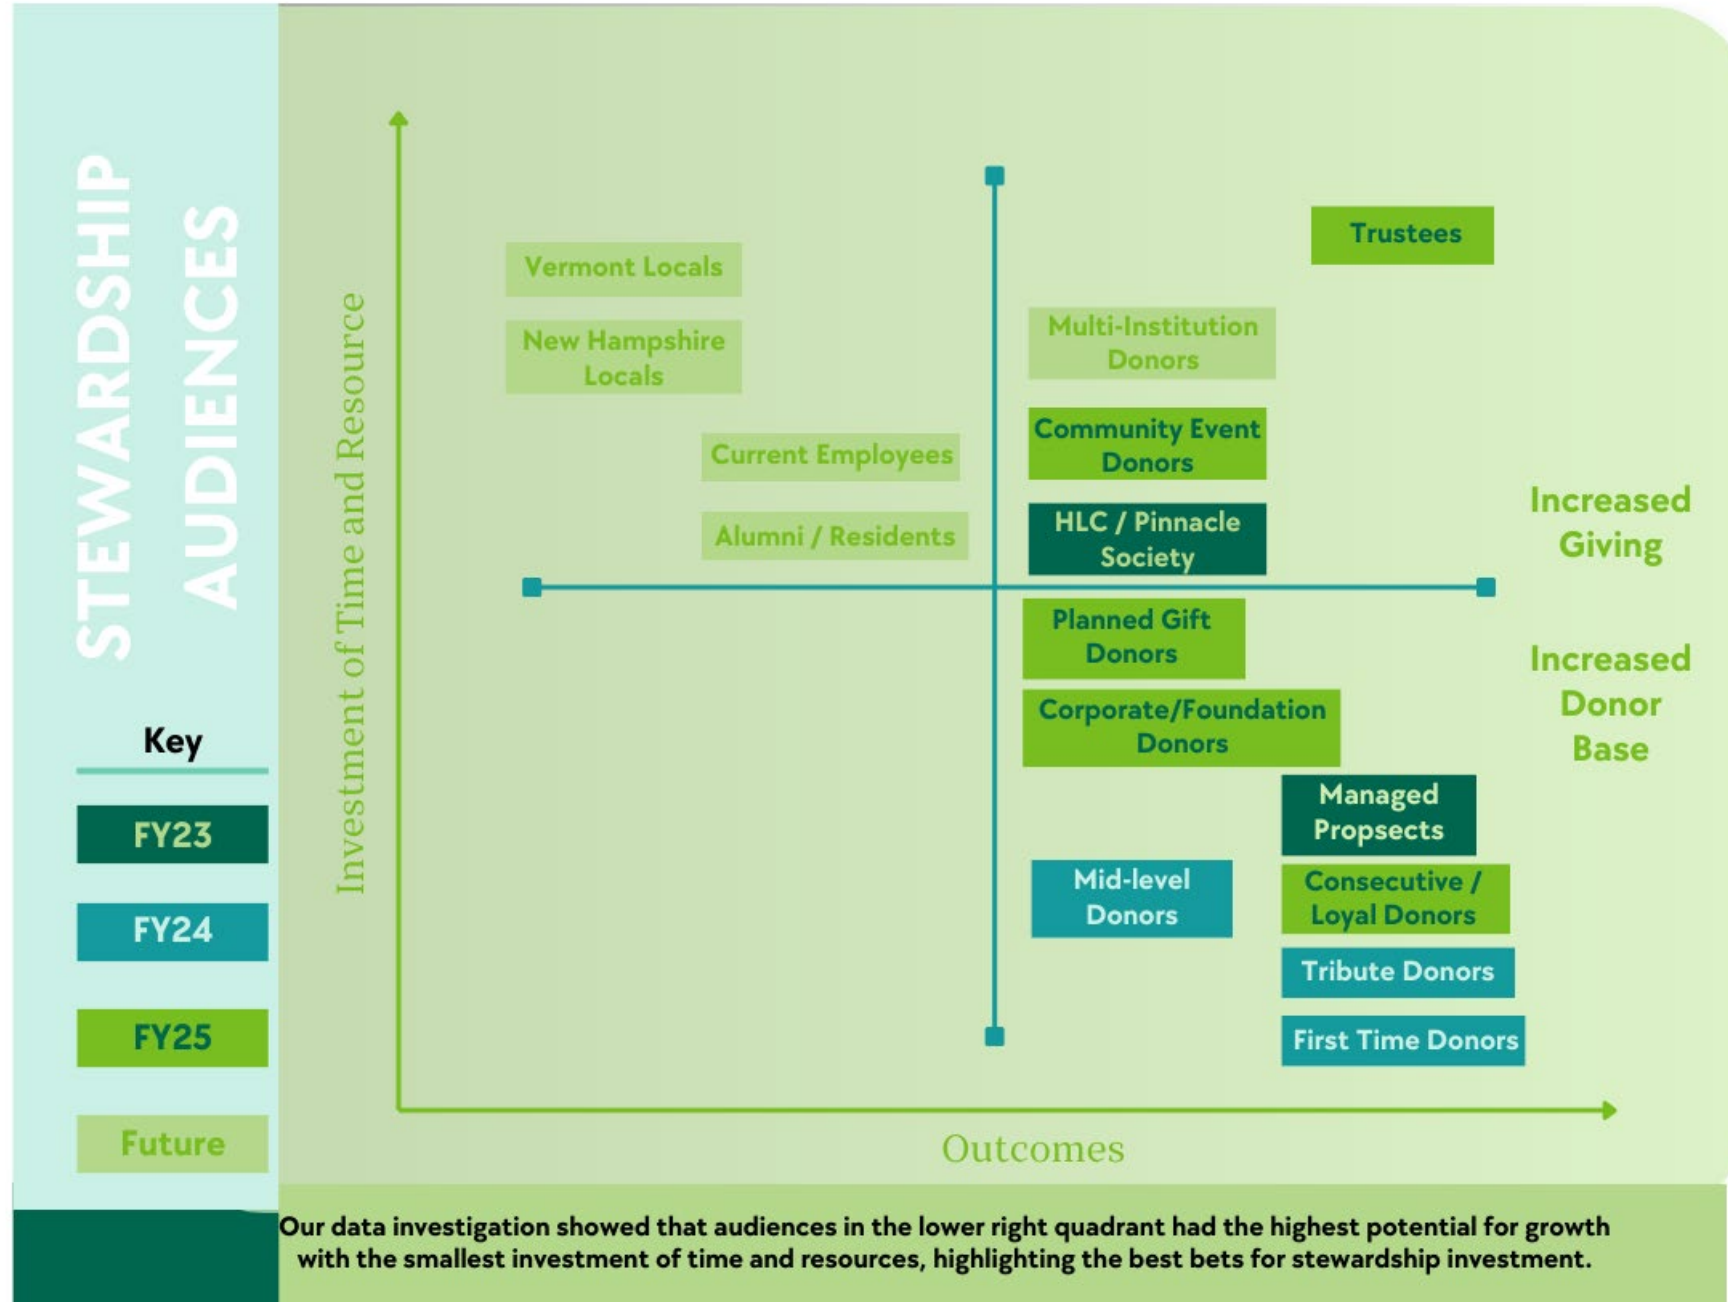 STEWARDSHIP
AUDIENCES
Key
FY23
FY24
FY25
Future
Investment of Time and Resource
Vermont Locals
New Hampshire
Locals
Current Employees
Alumni / Residents
Trustees
Multi-Institution
Donors
Community Event
Donors
HLC / Pinnacle
Society
Planned Gift
Donors
Corporate/Foundation
Donors
Managed
Propsects
Mid-level
Donors
Consecutive /
Loyal Donors
Tribute Donors
First Time Donors
Increased
Giving
Increased
Donor
Base
Outcomes
Our data investigation showed that audiences in the lower right quadrant had the highest potential for growth
with the smallest investment of time and resources, highlighting the best bets for stewardship investment.